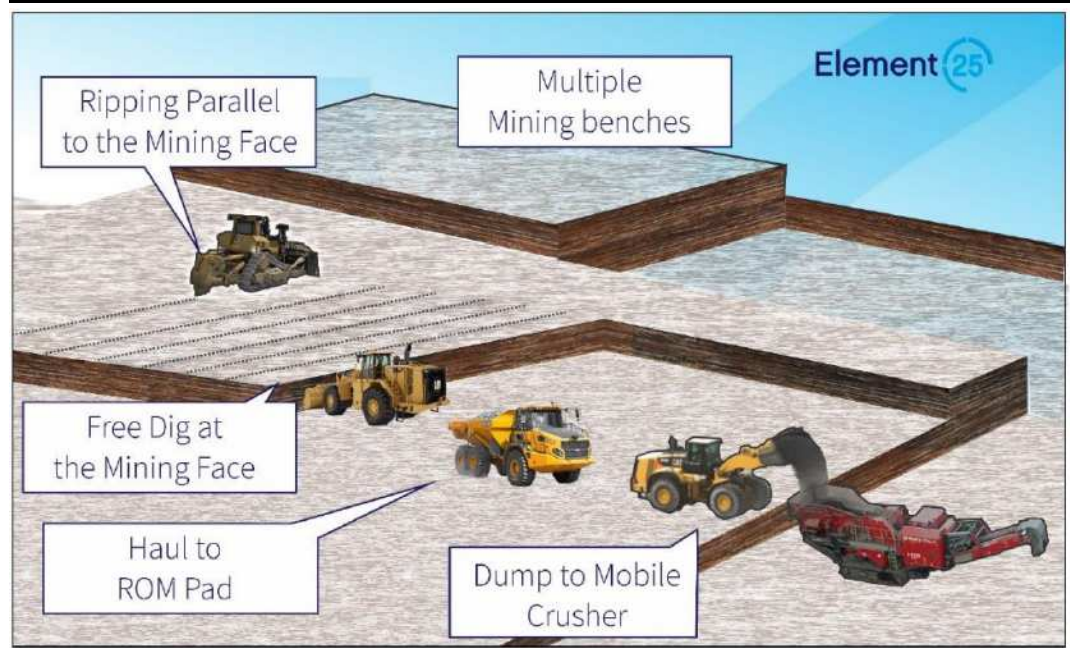 Element 25
Multiple
Mining benches
Ripping Parallel
to the Mining Face
Free Dig at
the Mining Face
Haul to
ROM Pad
Dump to Mobile
Crusher